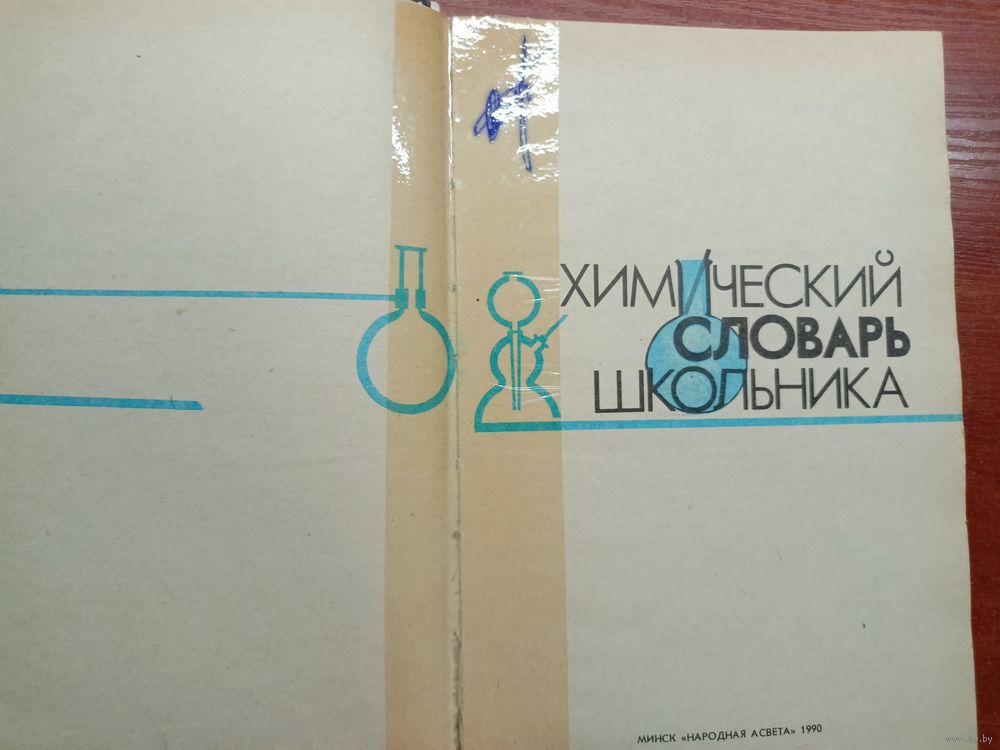 ХИМИЧЕСКИЙ
СЛОВАРЬ
ШКОЛЬНИКА
МИНСК «НАРОДНАЯ АСВЕТА» 1990